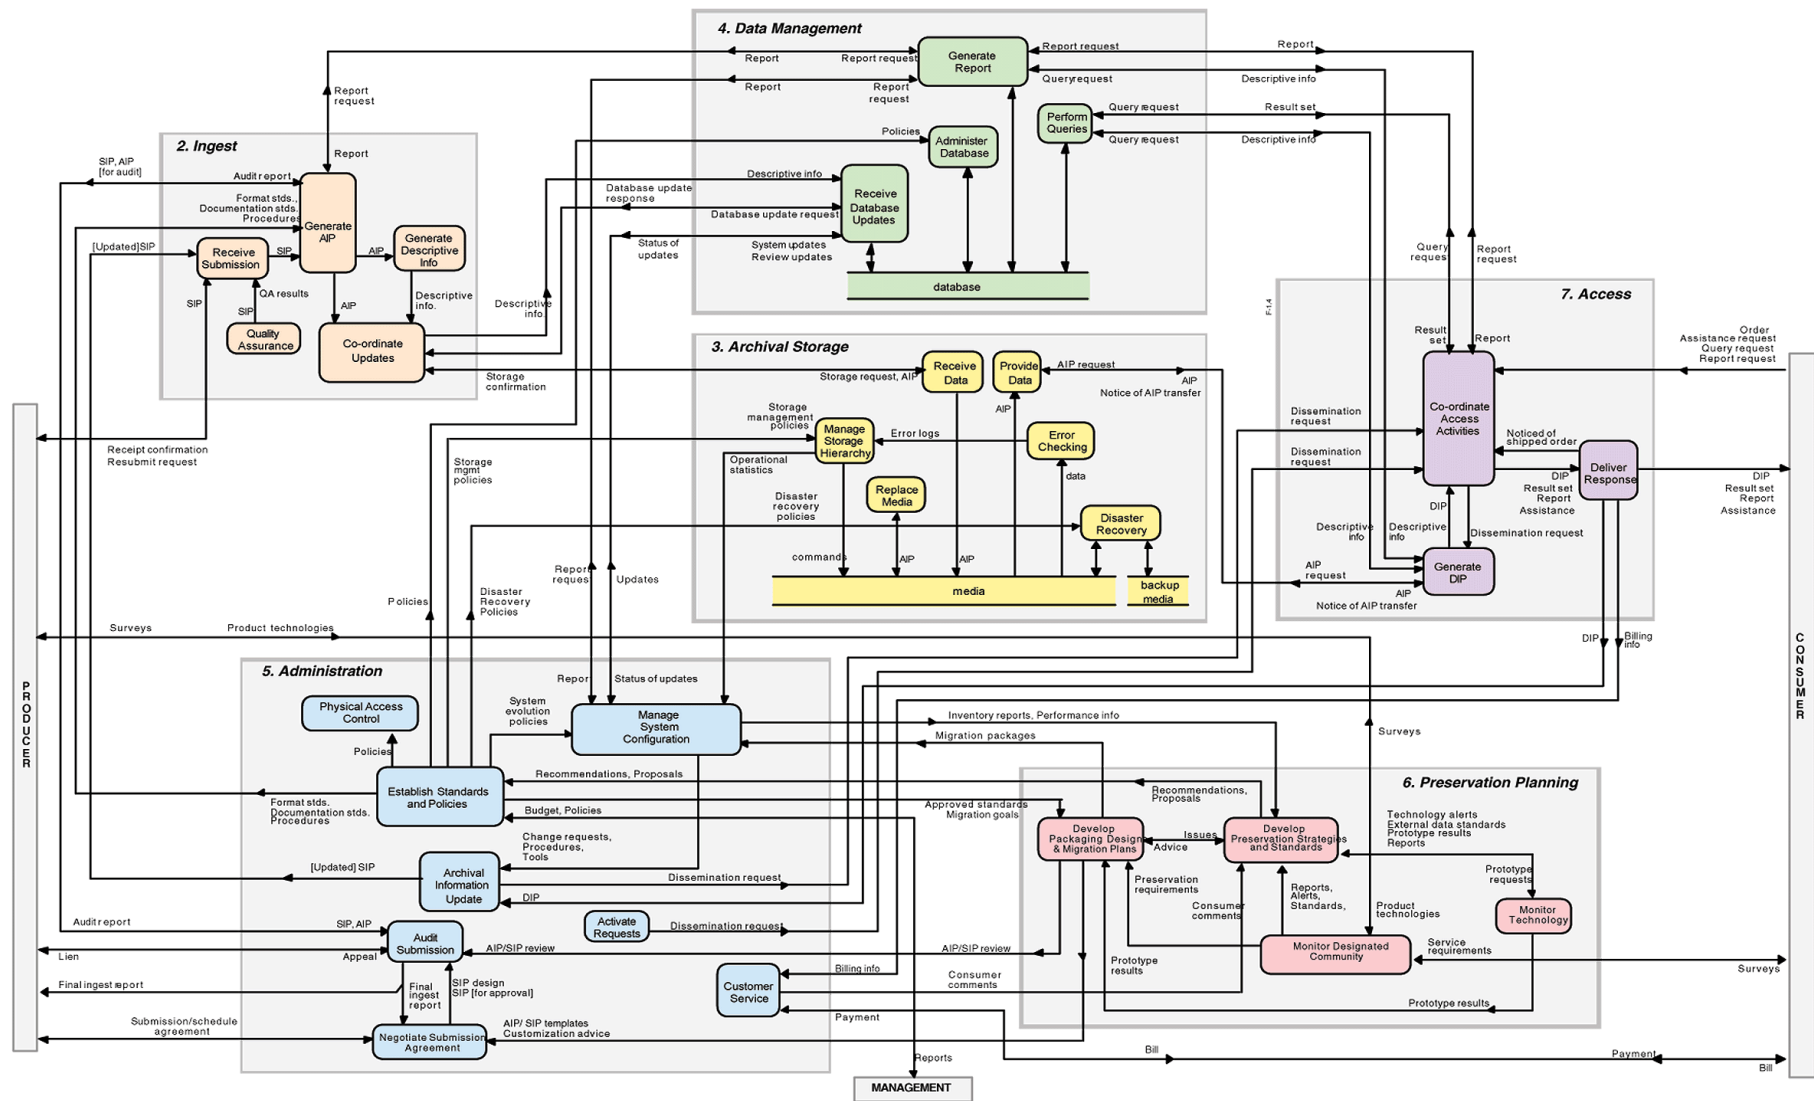 4. Data Management
Generate
Report
Report
Report request
Report request
Report
Report
Report
request
Queryrequest
Descriptive info
Report
request
Perform
Queries
Query request
Result set
Query request
Descriptive info
Policies
Administer
Database
Descriptive info
Receive
Database
Updates
Database update
response
Database update request
Status of
updates
System updates
Review updates
database
2. Ingest
SIP, AIP
[for audit]
Audit report
Report
Format stds.,
Documentation stds.
Procedures
Generate
AIP
[Updated]SIP
Receive
Submission
SIP
AIP
Generate
Descriptive
Info
QA results
SIP
SIP
AIP
Descriptive
info.
Quality
Assurance
Co-ordinate
Updates
Descriptive
info.
Storage
confirmation
Receipt confirmation
Resubmit request
3. Archival Storage
Storage request, AIP
Receive
Data
Provide
Data
AIP request
AIP
Notice of AIP transfer
AIP
Storage
management
policies
Manage
Storage
Hierarchy
Error logs
Error
Checking
Storage
mgmt
policies
Operational
statistics
data
Replace
Media
Disaster
recovery
policies
Disaster
Recovery
commands
AIP
AIP
media
backup
media
7. Access
F-1.4
Query
request
Report
request
Result
set
Report
Order
Assistance request
Query request
Report request
Co-ordinate
Access
Activities
Dissemination
request
Dissemination
request
Noticed of
shipped order
Deliver
Response
DIP
Result set
Report
Assistance
DIP
Result set
Report
Assistance
DIP
Descriptive
info
Descriptive
info
Dissemination request
Generate
DIP
AIP
request
AIP
Notice of AIP transfer
DIP
Billing
info
Report
request
Updates
Policies
Disaster
Recovery
Policies
Surveys
Product technologies
PRODUCER
CONSUMER
5. Administration
Report
Status of updates
Physical Access
Control
System
evolution
policies
Manage
System
Configuration
Inventory reports, Performance info
Migration packages
Surveys
Policies
Establish Standards
and Policies
Recommendations, Proposals
Format stds.
Documentation stds.
Procedures
Budget, Policies
Approved standards
Migration goals
Change requests,
Procedures,
Tools
[Updated] SIP
Archival
Information
Update
Dissemination request
DIP
Activate
Requests
Dissemination request
Audit report
SIP, AIP
Audit
Submission
Lien
Appeal
AIP/SIP review
AIP/SIP review
Final ingest report
Final
ingest
report
SIP design
SIP [for approval]
Customer
Service
Billing info
Consumer
comments
Payment
Submission/schedule
agreement
Negotiate Submission
Agreement
AIP/ SIP templates
Customization advice
Reports
MANAGEMENT
6. Preservation Planning
Recommendations,
Proposals
Technology alerts
External data standards
Prototype results
Reports
Develop
Packaging Designs
& Migration Plans
Issues
Advice
Develop
Preservation Strategies
and Standards
Preservation
requirements
Consumer
comments
Reports,
Alerts,
Standards,
Product
technologies
Prototype
requests
Monitor
Technology
Monitor Designated
Community
Service
requirements
Surveys
Prototype
results
Prototype results
Bill
Payment
Bill